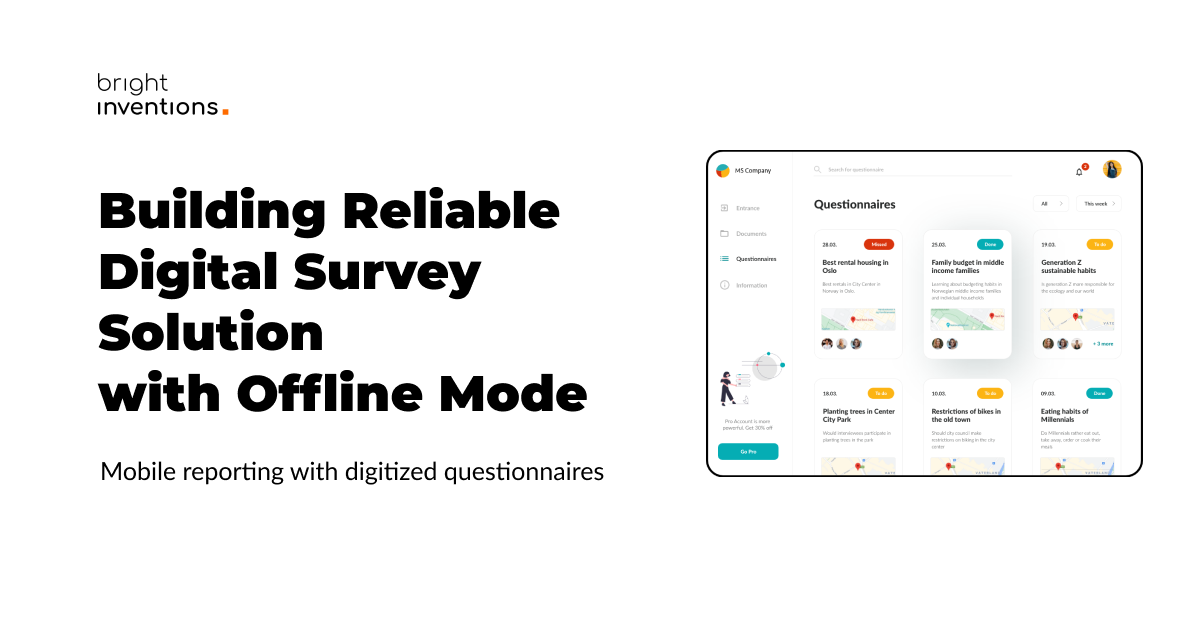 bright
inventions.
Building Reliable
Digital Survey
Solution
with Offline Mode
Mobile reporting with digitized questionnaires
MS Company
Search for questionnaire
2
Entrance
Documents
Questionnaires
Information
Pro Account is more
powerful. Get 30% off
Go Pro
Questionnaires
All
This week
28.03.
Missed
Best rental housing in
Oslo
Best rentals in City Center in
Norway in Oslo.
25.03.
Done
Family budget in middle
income families
Learning about budgeting habits in
Norwegian middle income families
and individual households
19.03.
To do
Generation Z
sustainable habits
A generation Z more responsible for
the ecology and our world
+ 3 more
18.03.
To do
Planting trees in Center
City Park
Would interviewees participate in
planting trees in the park
10.03.
To do
Restrictions of bikes in
the old town
Should city council make
restrictions on biking in the city
center
09.03.
Done
Eating habits of
Millennials
Do Millennials rather eat out,
take away, order or cook their
meals